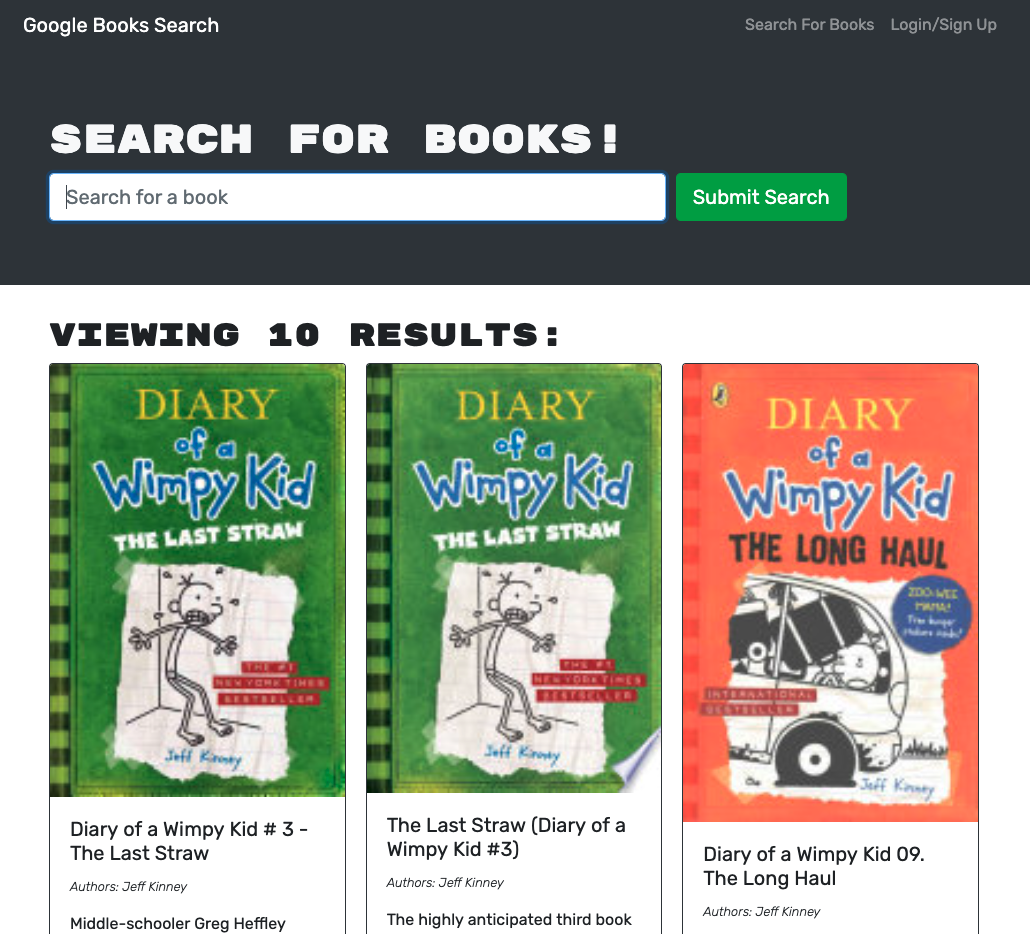 Google Books Search
Search For Books
Login/Sign Up
SEARCH FOR BOOKS!
Search for a book
Submit Search
VIEWING 10 RESULTS:
DIARY
of a
Wimpy Kid
THE LAST STRAW
THE #1
NEW YORK TIMES
BESTSELLER
Jeff Kinney
Diary of a Wimpy Kid # 3 -
The Last Straw
Authors: Jeff Kinney
Middle-schooler Greg Heffley
DIARY
of a
Wimpy Kid
THE LAST STRAW
THE #1
NEW YORK TIMES
BESTSELLER
Jeff Kinney
The Last Straw (Diary of a
Wimpy Kid #3)
Authors: Jeff Kinney
The highly anticipated third book
DIARY
of a
Wimpy Kid
THE LONG HAUL
ZOO-WEE
MAMA!
INTERNATIONAL
BESTSELLER
Jeff Kinney
Diary of a Wimpy Kid 09.
The Long Haul
Authors: Jeff Kinney